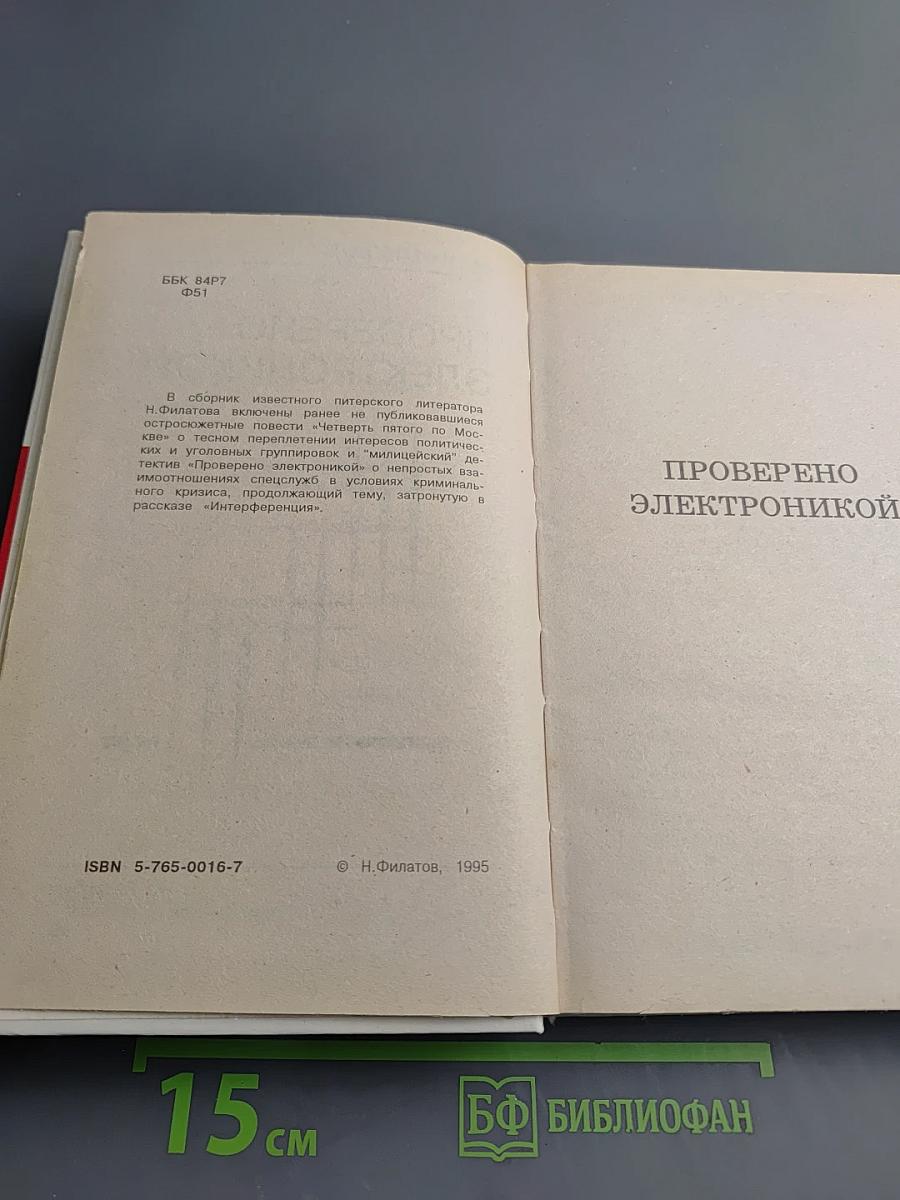 ББК 84Р7
Ф51
В сборник известного питерского литератора
Н.Филатова включены ранее не публиковавшиеся
остросюжетные повести «Четверть пятого по Мос-
кве» о тесном переплетении интересов политичес-
ких и уголовных группировок и "милицейский" де-
тектив «Проверено электроникой» о непростых вза-
имоотношениях спецслужб в условиях криминаль-
ного кризиса, продолжающий тему, затронутую в
рассказе «Интерференция».
ISBN 5-765-0016-7 © Н.Филатов, 1995
ПРОВЕРЕНО
ЭЛЕКТРОНИКОЙ
15 см
БФ БИБЛИОФАН